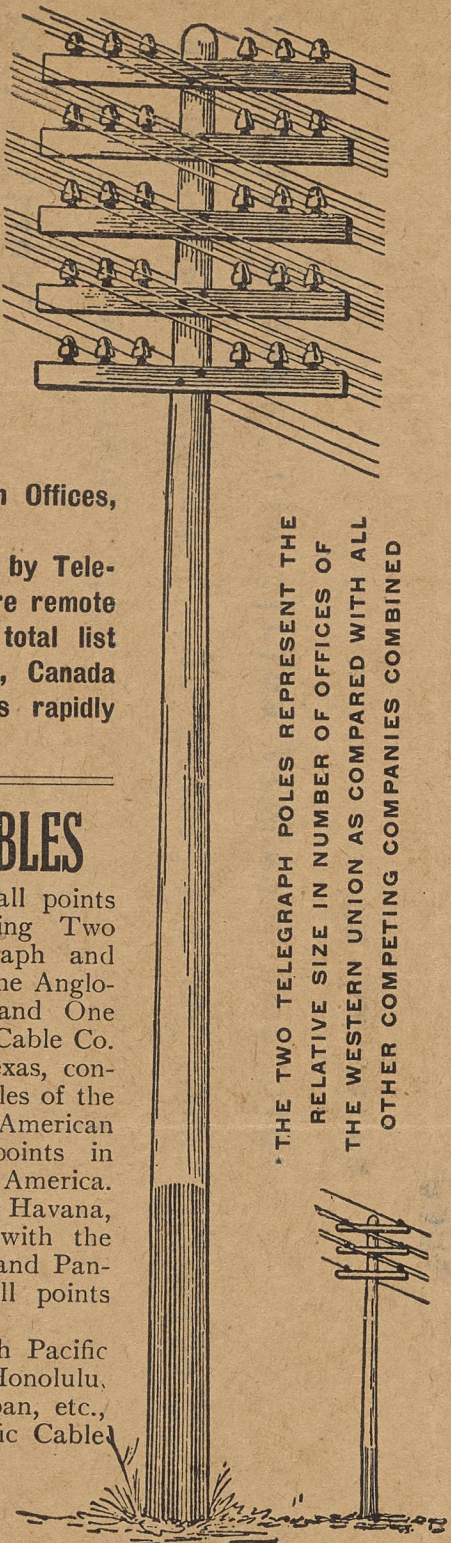 n Offices,
by Tele-
re remote
total list
, Canada
s rapidly
BLES
all points
ing Two
raph and
ne Anglo-
and One
Cable Co.
exas, con-
les of the
American
points in
America.
Havana,
with the
and Pan-
ll points
h Pacific
Honolulu,
pan, etc.,
ic Cable
THE TWO TELEGRAPH POLES REPRESENT THE
RELATIVE SIZE IN NUMBER OF OFFICES OF
THE WESTERN UNION AS COMPARED WITH ALL
OTHER COMPETING COMPANIES COMBINED